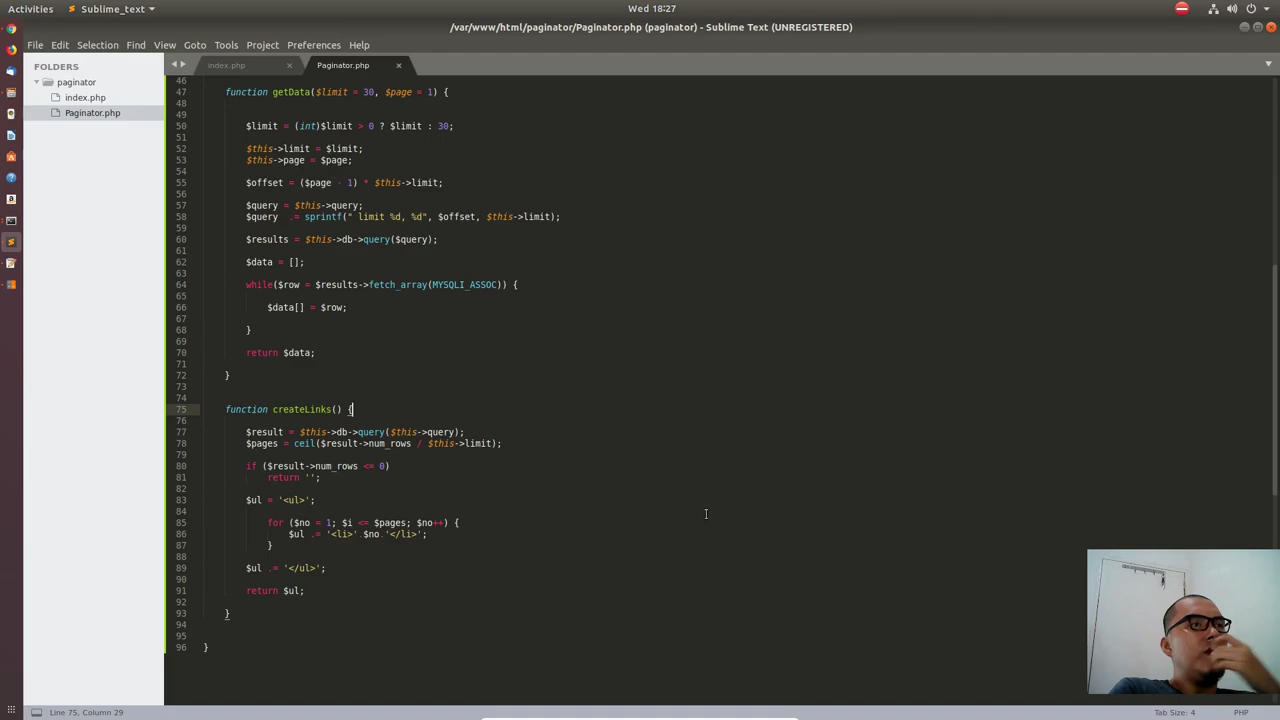 Activities
Sublime_text
Wed 18:27
/var/www/html/paginator/Paginator.php (paginator) - Sublime Text (UNREGISTERED)
File Edit Selection Find View Goto Tools Project Preferences Help
FOLDERS
paginator
index.php
Paginator.php
index.php
Paginator.php
46
47 function getData($limit = 30, $page = 1) {
48
49
50 $limit = (int)$limit > 0 ? $limit : 30;
51
52 $this->limit = $limit;
53 $this->page = $page;
54
55 $offset = ($page - 1) * $this->limit;
56
57 $query = $this->query;
58 $query .= sprintf(" limit %d, %d", $offset, $this->limit);
59
60 $results = $this->db->query($query);
61
62 $data = [];
63
64 while($row = $results->fetch_array(MYSQLI_ASSOC)) {
65
66 $data[] = $row;
67
68 }
69
70 return $data;
71
72 }
73
74
75 function createLinks() {
76
77 $result = $this->db->query($this->query);
78 $pages = ceil($result->num_rows / $this->limit);
79
80 if ($result->num_rows <= 0)
81 return '';
82
83 $ul = '<ul>';
84
85 for ($no = 1; $i <= $pages; $no++) {
86 $ul .= '<li>'.$no.'</li>';
87 }
88
89 $ul .= '</ul>';
90
91 return $ul;
92
93 }
94
95
96 }
Line 75, Column 29
Tab Size: 4
PHP